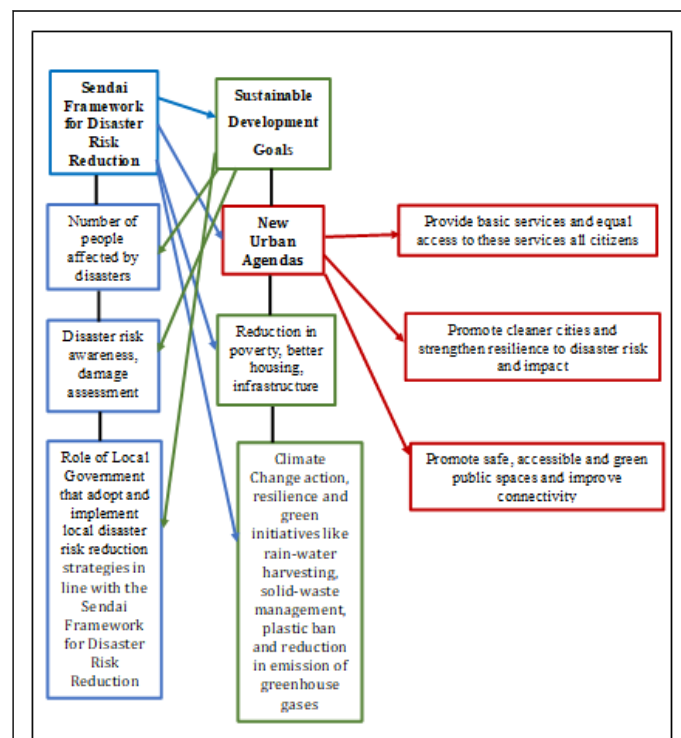 Sendai
Framework
for Disaster
Risk
Reduction
Sustainable
Development
Goals
Number of
people
affected by
disasters
New
Urban
Agendas
Provide basic services and equal
access to these services all citizens
Disaster risk
awareness,
damage
assessment
Reduction in
poverty, better
housing,
infrastructure
Promote cleaner cities and
strengthen resilience to disaster risk
and impact
Role of Local
Government
that adopt and
implement
local disaster
risk reduction
strategies in
line with the
Sendai
Framework
for Disaster
Risk
Reduction
Climate
Change action,
resilience and
green
initiatives like
rain-water
harvesting,
solid-waste
management,
plastic ban
and reduction
in emission of
greenhouse
gases
Promote safe, accessible and green
public spaces and improve
connectivity